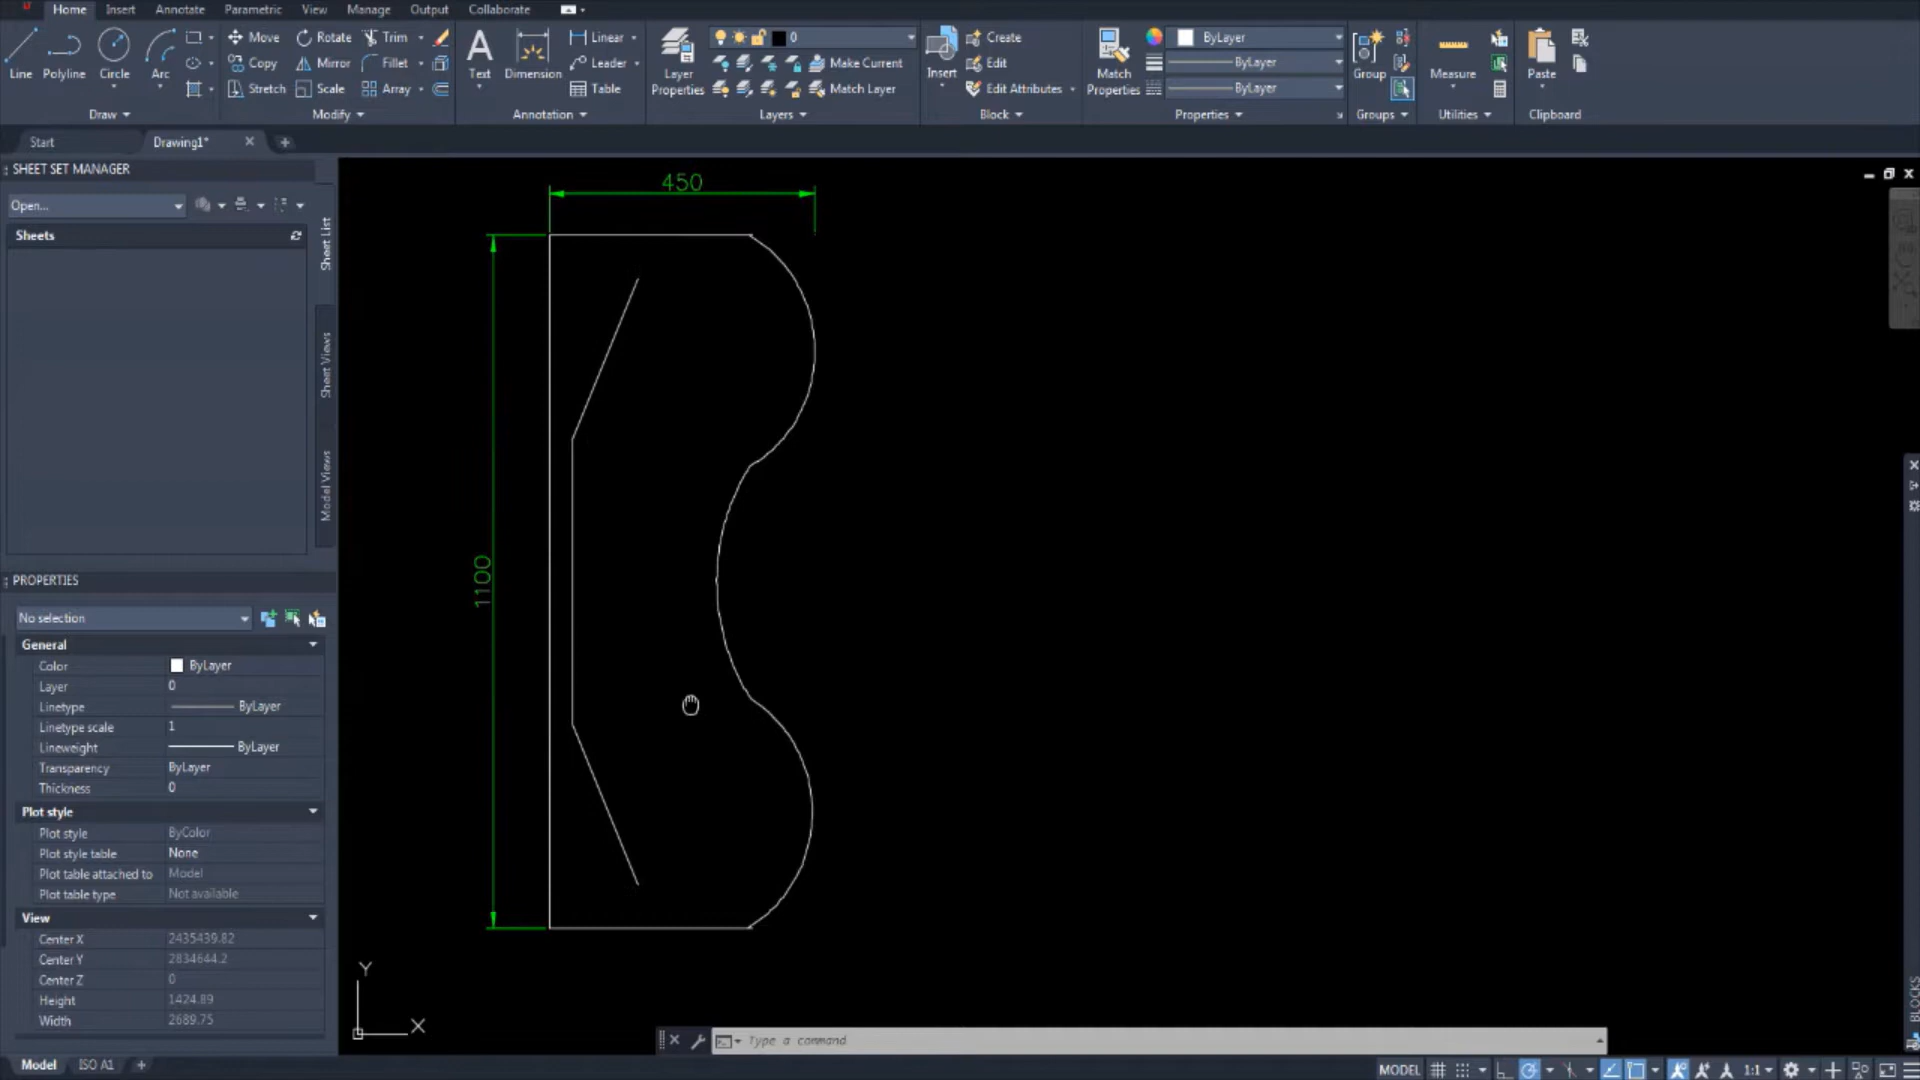 Home Insert Annotate Parametric View Manage Output Collaborate
Line Polyline Circle Arc
Move Rotate Trim
Copy Mirror Fillet
Stretch Scale Array
Text Dimension
Linear
Leader
Table
Layer Properties
0
Make Current
Match Layer
Insert
Create
Edit
Edit Attributes
Match Properties
ByLayer
ByLayer
ByLayer
Group
Measure
Paste
Draw Modify Annotation Layers Block Properties Groups Utilities Clipboard
Start Drawing1*
SHEET SET MANAGER
Open...
Sheets
Sheet List
Sheet Views
Model Views
450
1100
PROPERTIES
No selection
General
Color ByLayer
Layer 0
Linetype ByLayer
Linetype scale 1
Lineweight ByLayer
Transparency ByLayer
Thickness 0
Plot style
Plot style ByColor
Plot style table None
Plot table attached to Model
Plot table type Not available
View
Center X 2435439.82
Center Y 2834644.2
Center Z 0
Height 1424.89
Width 2689.75
Y
X
BLOCKS
Type a command
Model ISO A1
MODEL 1:1